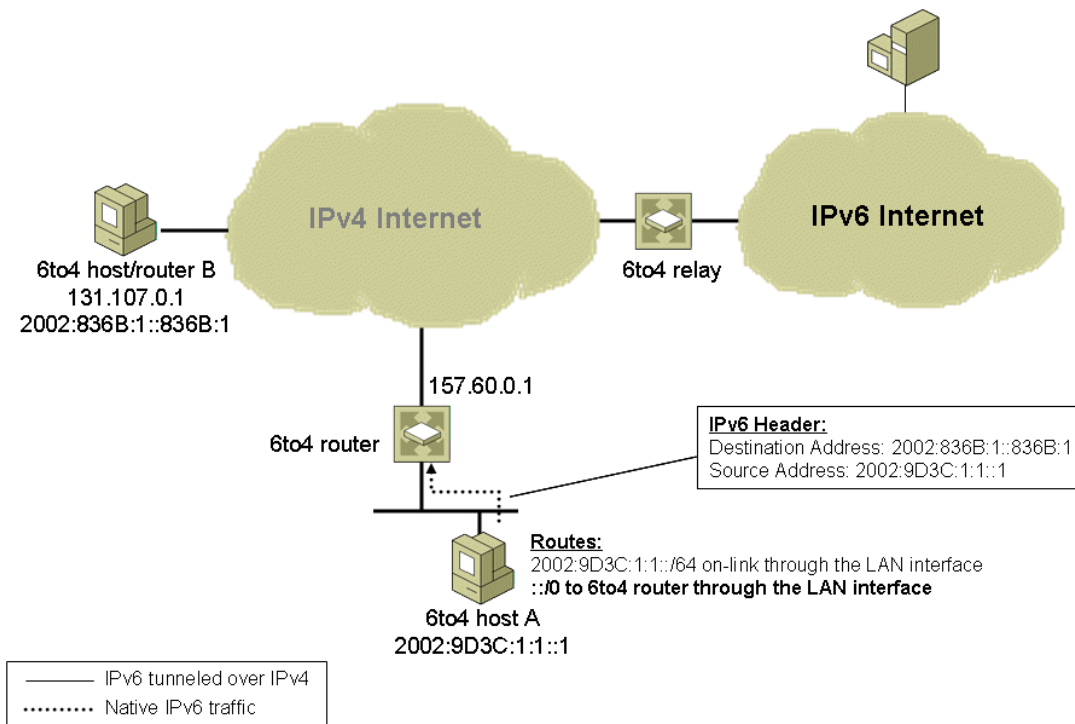 IPv4 Internet
IPv6 Internet
6to4 relay
6to4 host/router B
131.107.0.1
2002:836B:1::836B:1
157.60.0.1
6to4 router
IPv6 Header:
Destination Address: 2002:836B:1::836B:1
Source Address: 2002:9D3C:1:1::1
Routes:
2002:9D3C:1:1::/64 on-link through the LAN interface
::/0 to 6to4 router through the LAN interface
6to4 host A
2002:9D3C:1:1::1
IPv6 tunneled over IPv4
Native IPv6 traffic